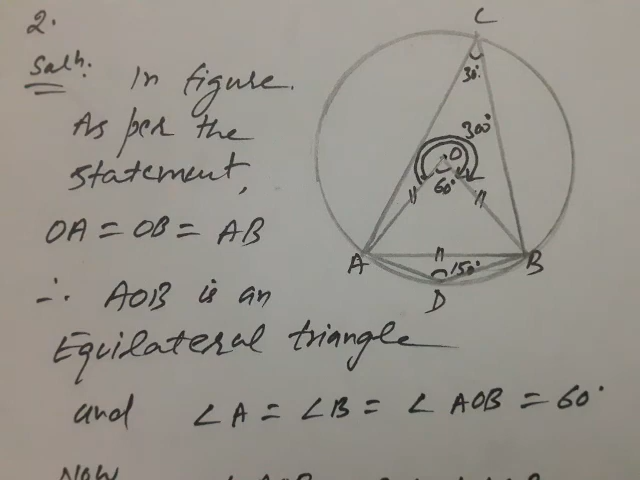 2.
Soln. In figure.
As per the
statement,
OA = OB = AB
∴ AOB is an
Equilateral triangle
and ∠A = ∠B = ∠AOB = 60°
Now
C
30°
300°
O
60°
A
B
150°
D